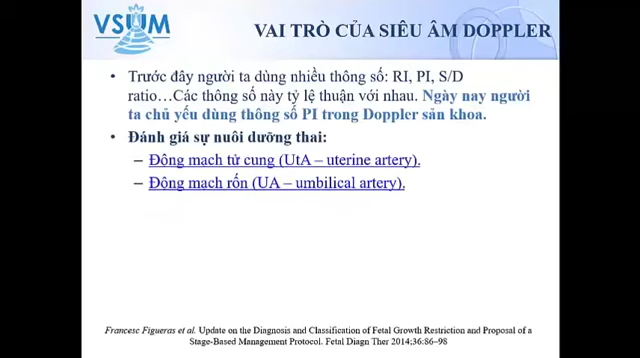 VSUM
VAI TRÒ CỦA SIÊU ÂM DOPPLER
• Trước đây người ta dùng nhiều thông số: RI, PI, S/D
ratio…Các thông số này tỷ lệ thuận với nhau. Ngày nay người
ta chủ yếu dùng thông số PI trong Doppler sản khoa.
• Đánh giá sự nuôi dưỡng thai:
– Động mạch tử cung (UtA – uterine artery).
– Động mạch rốn (UA – umbilical artery).
Francesc Figueras et al. Update on the Diagnosis and Classification of Fetal Growth Restriction and Proposal of a
Stage-Based Management Protocol. Fetal Diagn Ther 2014;36:86–98